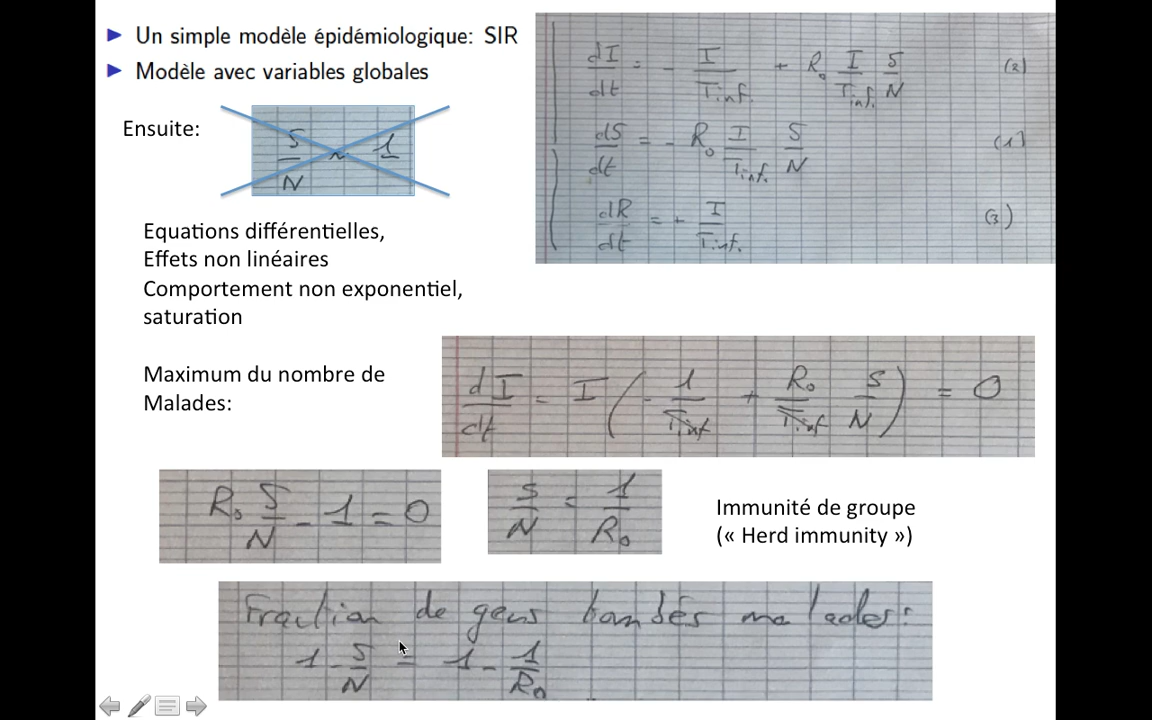 Un simple modèle épidémiologique: SIR
Modèle avec variables globales
Ensuite:
S/N ~ 1
dI/dt = - I/Tinf. + R₀ I/Tinf. S/N (2)
dS/dt = - R₀ I/Tinf. S/N (1)
dR/dt = + I/Tinf. (3)
Equations différentielles,
Effets non linéaires
Comportement non exponentiel,
saturation
Maximum du nombre de
Malades:
dI/dt = I(- 1/Tinf + R₀/Tinf S/N) = 0
R₀ S/N - 1 = 0
S/N = 1/R₀
Immunité de groupe
(« Herd immunity »)
Fraction de gens tombés malades:
1 - S/N = 1 - 1/R₀